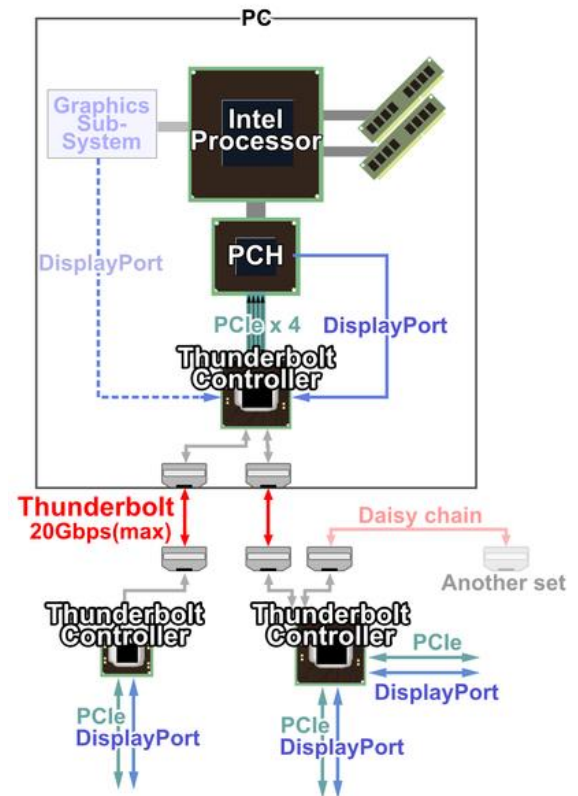 PC
Graphics
Sub-
System
Intel
Processor
DisplayPort
PCH
PCIe x 4
DisplayPort
Thunderbolt
Controller
Thunderbolt
20Gbps(max)
Daisy chain
Another set
Thunderbolt
Controller
Thunderbolt
Controller
PCIe
DisplayPort
PCIe
DisplayPort
PCIe
DisplayPort